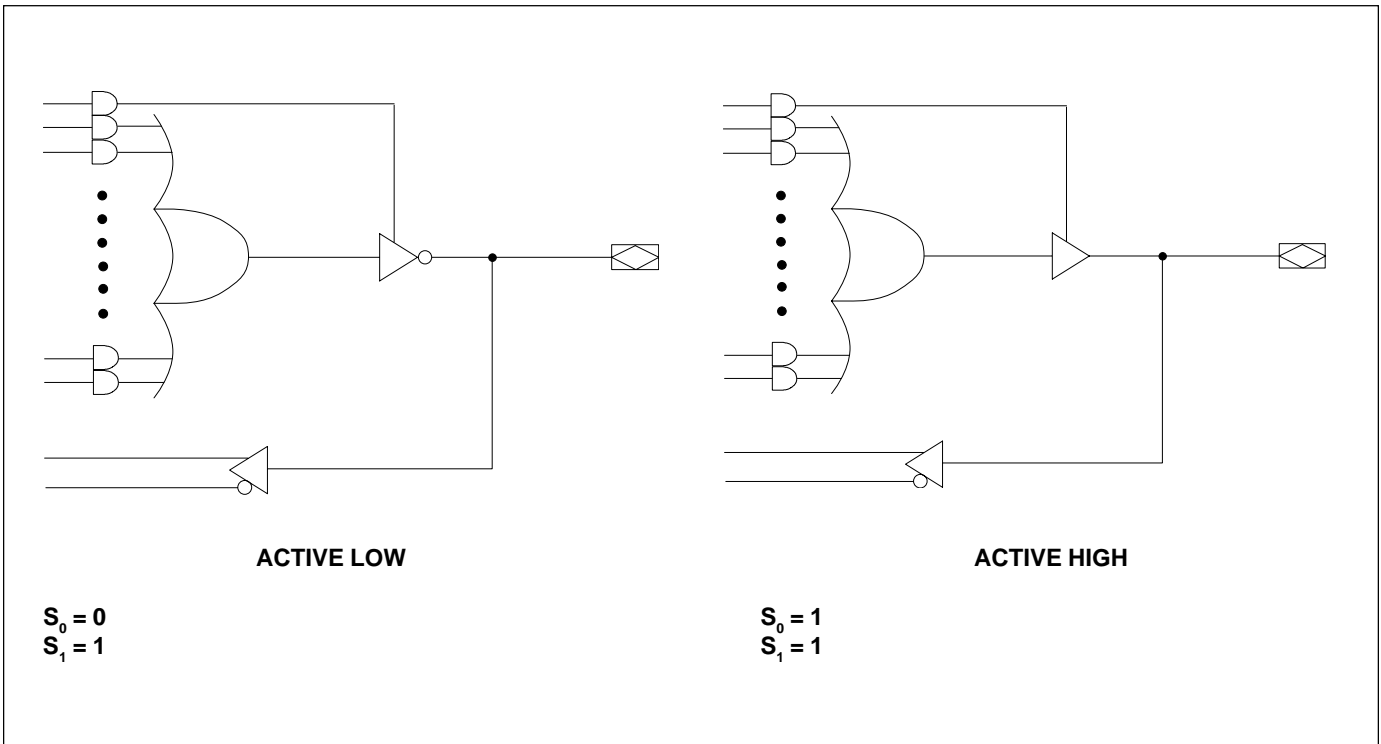 ACTIVE LOW
ACTIVE HIGH
S₀ = 0
S₁ = 1
S₀ = 1
S₁ = 1